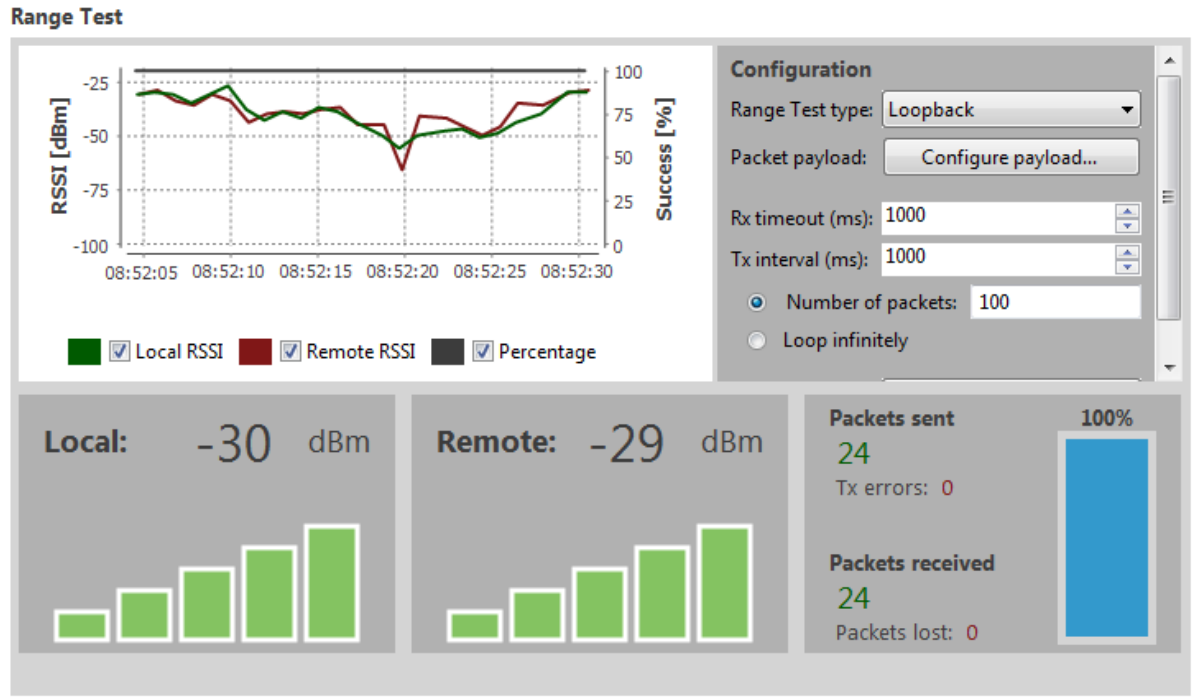 Range Test
-25
-50
-75
-100
RSSI [dBm]
100
75
50
25
0
Success [%]
08:52:05 08:52:10 08:52:15 08:52:20 08:52:25 08:52:30
Local RSSI Remote RSSI Percentage
Configuration
Range Test type: Loopback
Packet payload: Configure payload...
Rx timeout (ms): 1000
Tx interval (ms): 1000
Number of packets: 100
Loop infinitely
Local: -30 dBm
Remote: -29 dBm
Packets sent
24
Tx errors: 0
Packets received
24
Packets lost: 0
100%